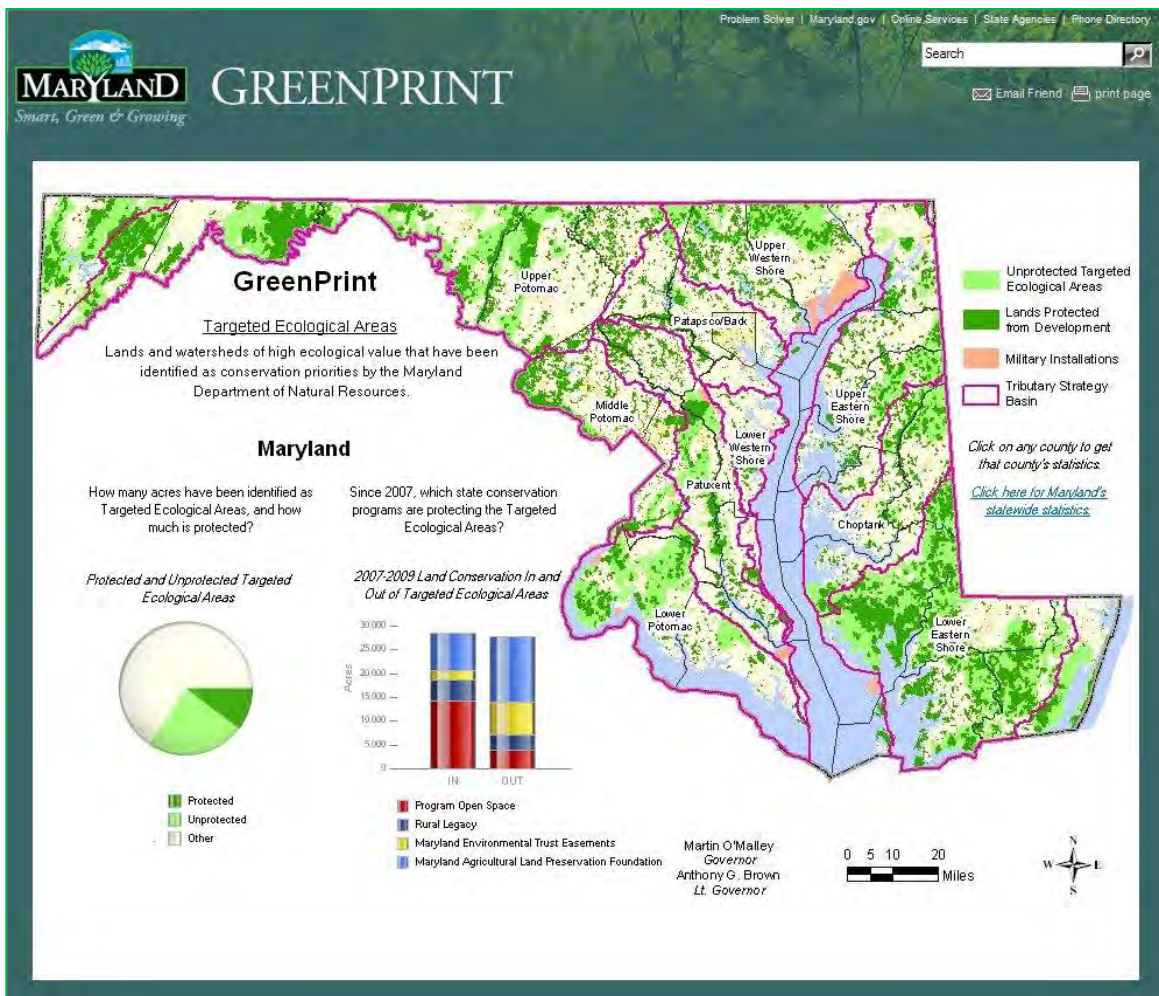 Problem Solver | Maryland.gov | Online Services | State Agencies | Phone Directory
Search
Email Friend print page
MARYLAND
Smart, Green & Growing
GREENPRINT
GreenPrint
Targeted Ecological Areas
Lands and watersheds of high ecological value that have been
identified as conservation priorities by the Maryland
Department of Natural Resources.
Maryland
How many acres have been identified as
Targeted Ecological Areas, and how
much is protected?
Since 2007, which state conservation
programs are protecting the Targeted
Ecological Areas?
Protected and Unprotected Targeted
Ecological Areas
Protected
Unprotected
Other
2007-2009 Land Conservation In and
Out of Targeted Ecological Areas
Acres
30,000
25,000
20,000
15,000
10,000
5,000
0
IN OUT
Program Open Space
Rural Legacy
Maryland Environmental Trust Easements
Maryland Agricultural Land Preservation Foundation
Upper
Potomac
Upper
Western
Shore
Patapsco/Back
Middle
Potomac
Upper
Eastern
Shore
Lower
Western
Shore
Patuxent
Choptank
Lower
Potomac
Lower
Eastern
Shore
Unprotected Targeted
Ecological Areas
Lands Protected
from Development
Military Installations
Tributary Strategy
Basin
Click on any county to get
that county's statistics.
Click here for Maryland's
statewide statistics.
Martin O'Malley
Governor
Anthony G. Brown
Lt. Governor
0 5 10 20
Miles
N
W E
S